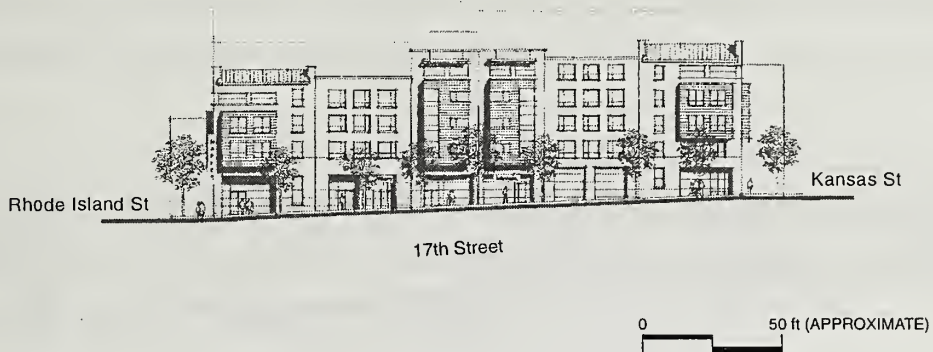 Rhode Island St
Kansas St
17th Street
0 50 ft (APPROXIMATE)